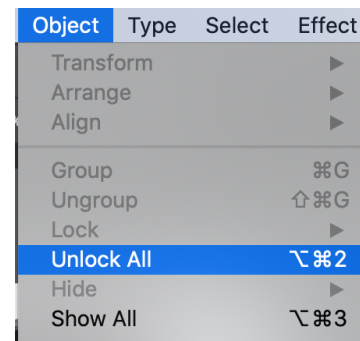 Object Type Select Effect
Transform ▶
Arrange ▶
Align ▶
Group ⌘G
Ungroup ⇧⌘G
Lock ▶
Unlock All ⌥⌘2
Hide ▶
Show All ⌥⌘3